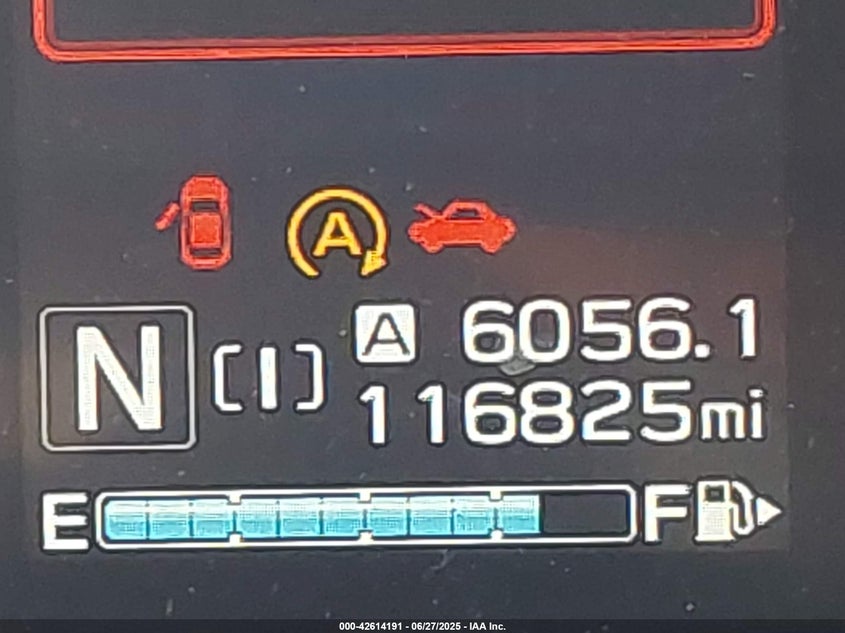 A
N [I] A 6056.1
116825mi
E F
000-42614191 - 06/27/2025 - IAA Inc.